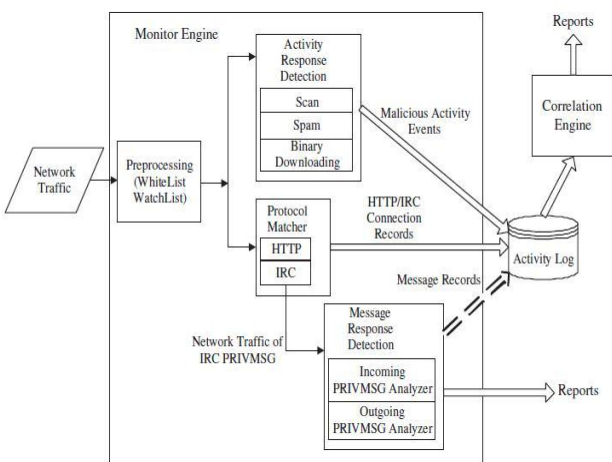 Reports
Monitor Engine
Activity
Response
Detection
Scan
Spam
Binary
Downloading
Malicious Activity
Events
Correlation
Engine
Network
Traffic
Preprocessing
(WhiteList
WatchList)
Protocol
Matcher
HTTP
IRC
HTTP/IRC
Connection
Records
Activity Log
Message Records
Network Traffic of
IRC PRIVMSG
Message
Response
Detection
Incoming
PRIVMSG Analyzer
Outgoing
PRIVMSG Analyzer
Reports